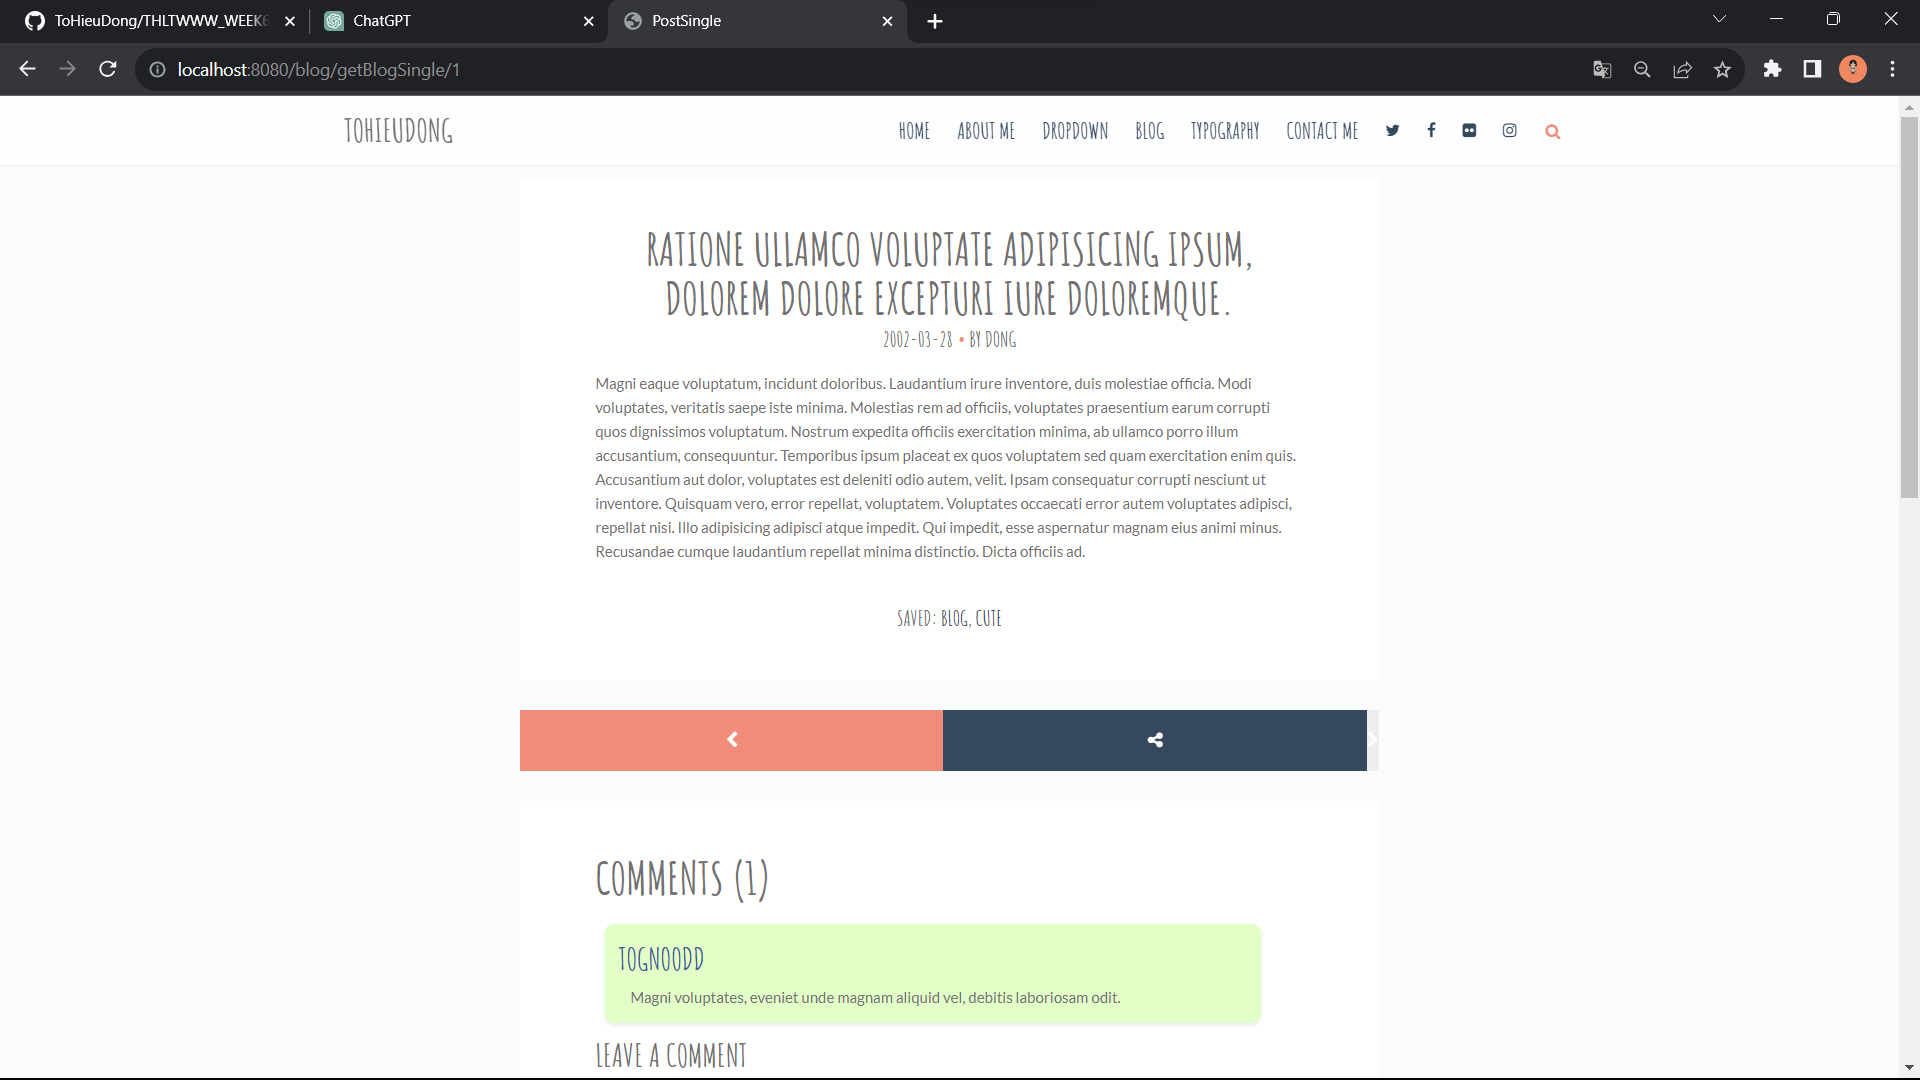 ToHieuDong/THLTWWW_WEEK6
ChatGPT
PostSingle
localhost:8080/blog/getBlogSingle/1
TOHIEUDONG
HOME ABOUT ME DROPDOWN BLOG TYPOGRAPHY CONTACT ME
RATIONE ULLAMCO VOLUPTATE ADIPISICING IPSUM,
DOLOREM DOLORE EXCEPTURI IURE DOLOREMQUE.
2002-03-28 • BY DONG
Magni eaque voluptatum, incidunt doloribus. Laudantium irure inventore, duis molestiae officia. Modi
voluptates, veritatis saepe iste minima. Molestias rem ad officiis, voluptates praesentium earum corrupti
quos dignissimos voluptatum. Nostrum expedita officiis exercitation minima, ab ullamco porro illum
accusantium, consequuntur. Temporibus ipsum placeat ex quos voluptatem sed quam exercitation enim quis.
Accusantium aut dolor, voluptates est deleniti odio autem, velit. Ipsam consequatur corrupti nesciunt ut
inventore. Quisquam vero, error repellat, voluptatem. Voluptates occaecati error autem voluptates adipisci,
repellat nisi. Illo adipisicing adipisci atque impedit. Qui impedit, esse aspernatur magnam eius animi minus.
Recusandae cumque laudantium repellat minima distinctio. Dicta officiis ad.
SAVED: BLOG, CUTE
COMMENTS (1)
TOGNOODD
Magni voluptates, eveniet unde magnam aliquid vel, debitis laboriosam odit.
LEAVE A COMMENT